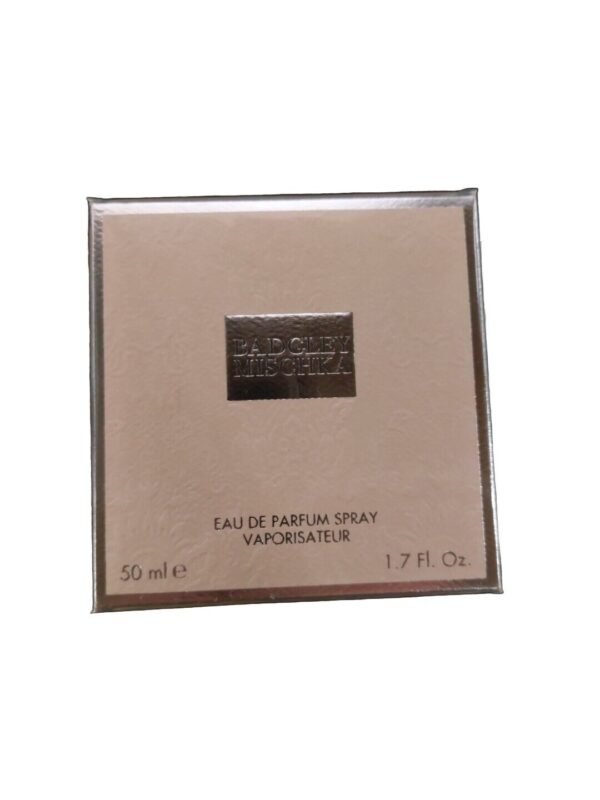 BADGLEY
MISCHKA
EAU DE PARFUM SPRAY
VAPORISATEUR
50 ml e
1.7 Fl. Oz.